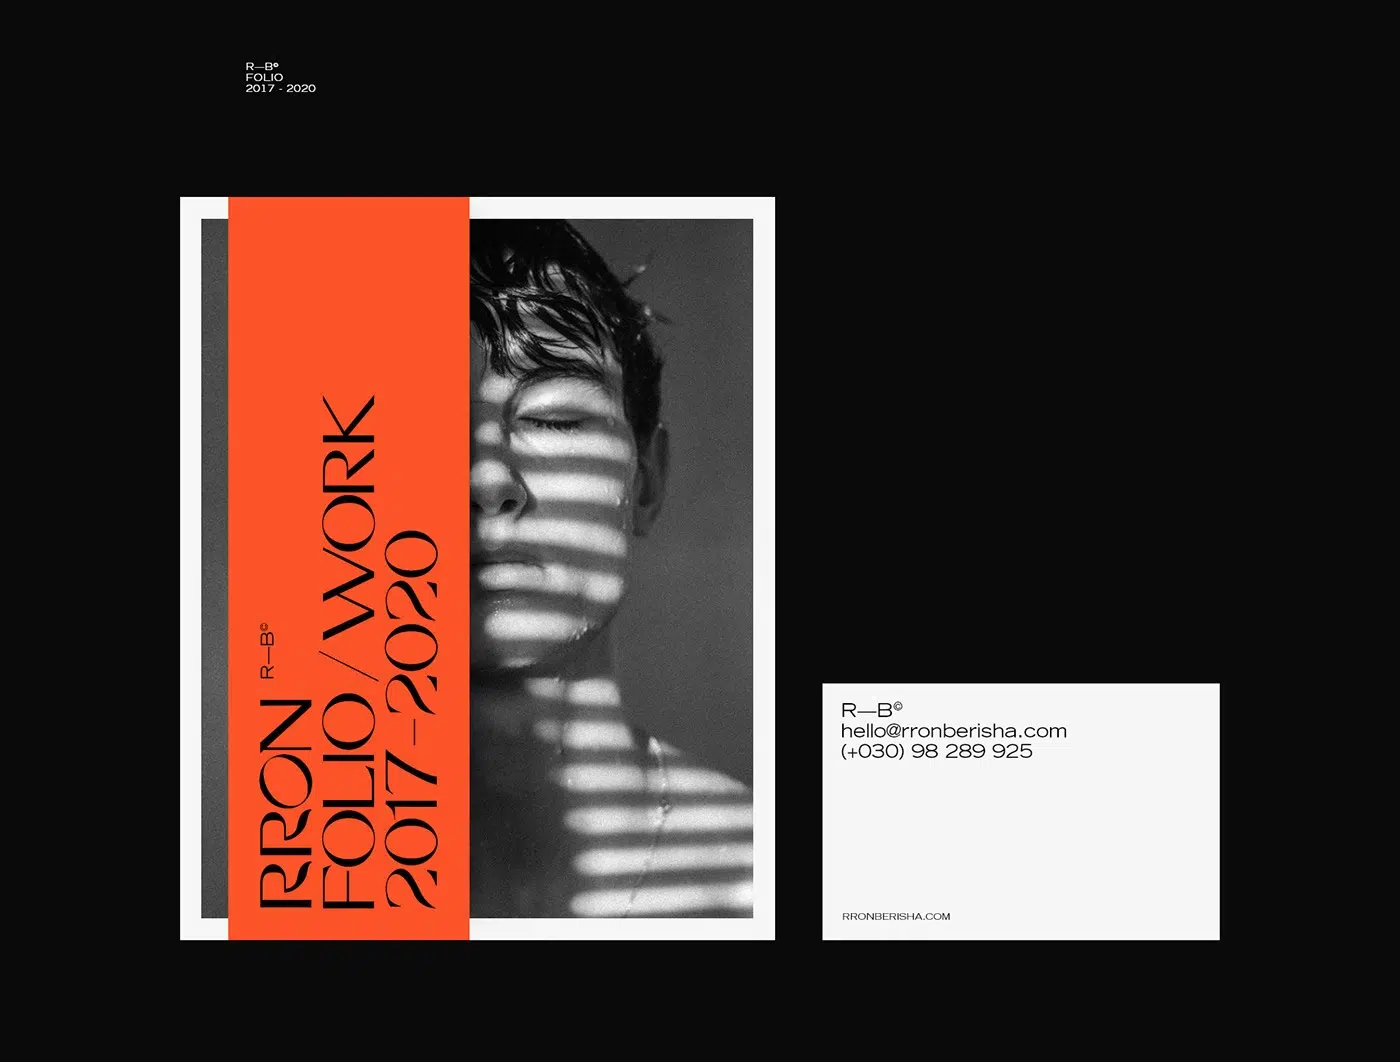 R—B©
FOLIO
2017 - 2020
RRON R—B©
FOLIO / WORK
2017-2020
R—B©
hello@rronberisha.com
(+030) 98 289 925
RRONBERISHA.COM